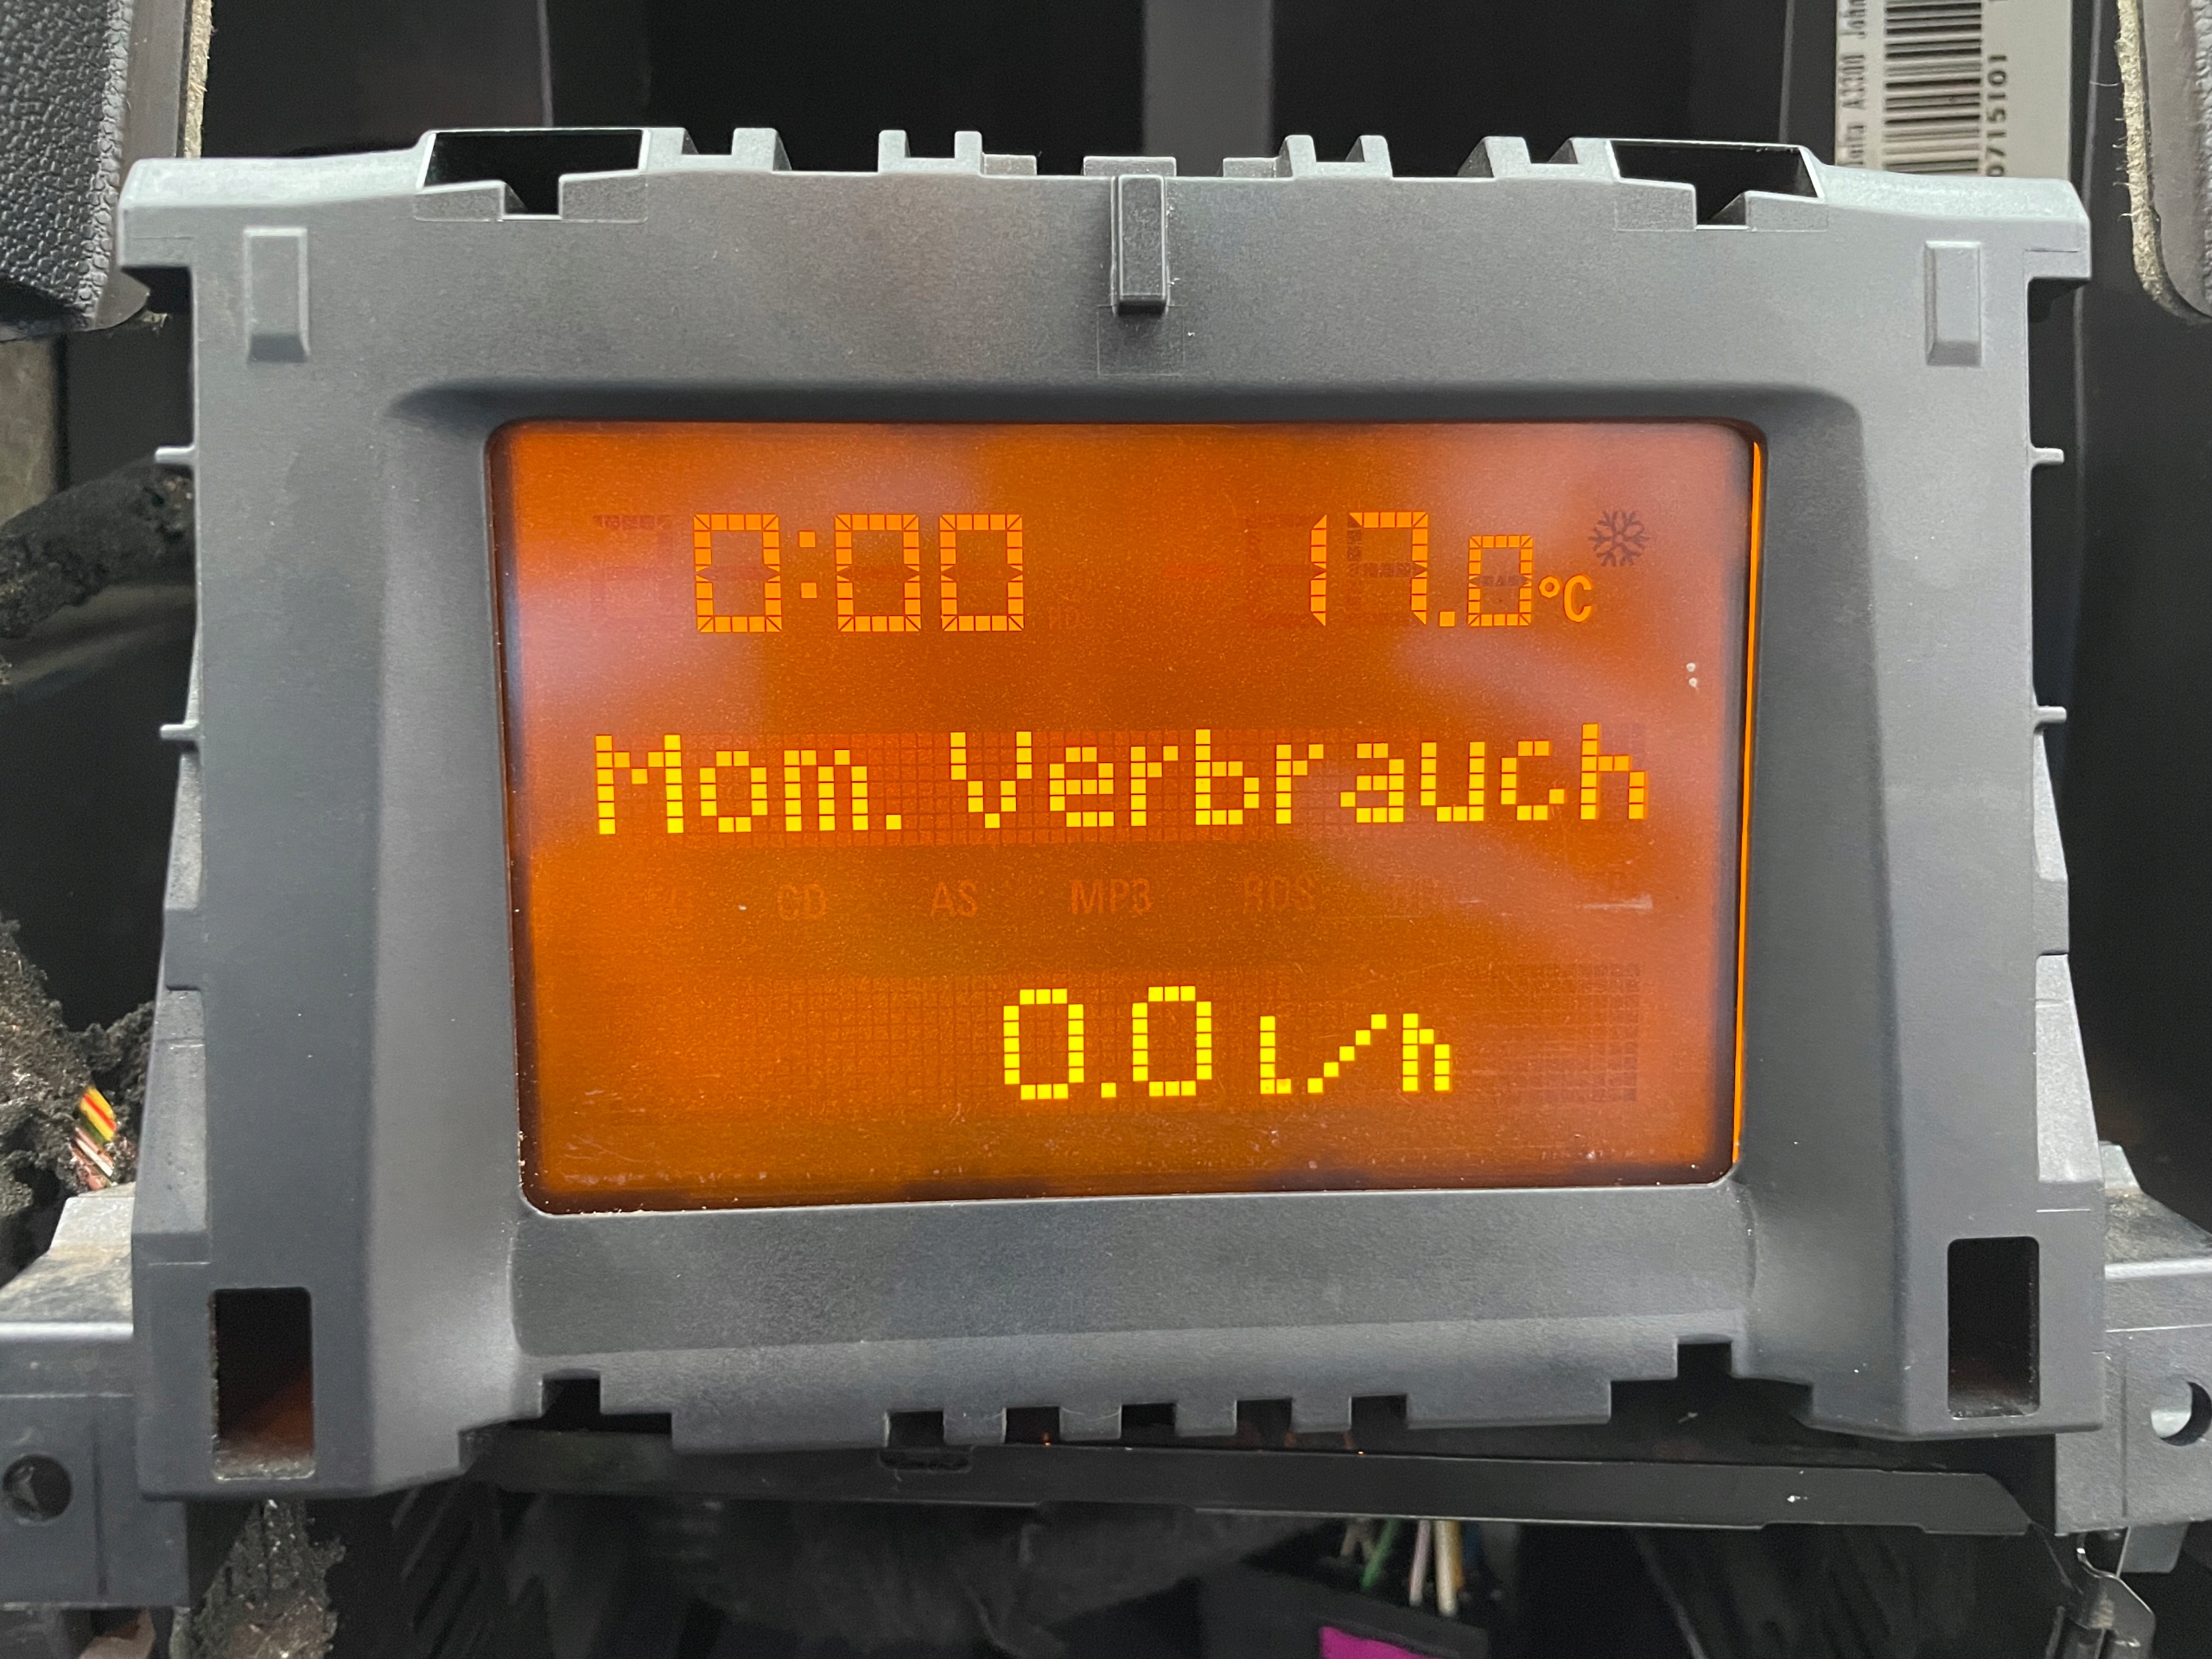 0:00 17.0°C
Mom. Verbrauch
CD AS MP3 RDS
0.0 l/h